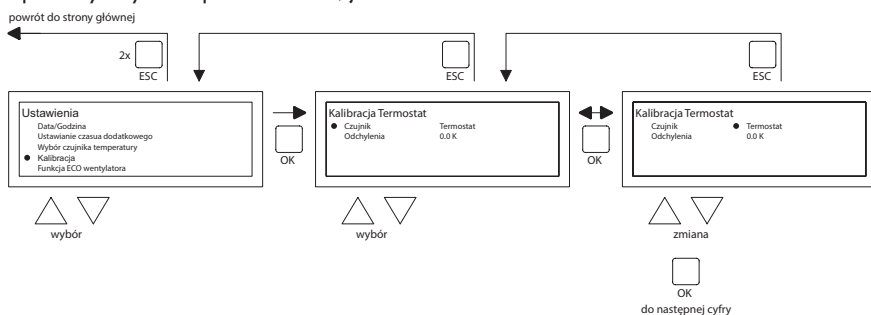 powrót do strony głównej
2x
ESC
ESC
ESC
Ustawienia
Data/Godzina
Ustawianie czasua dodatkowego
Wybór czujnika temperatury
Kalibracja
Funkcja ECO wentylatora
OK
Kalibracja Termostat
Czujnik Termostat
Odchylenia 0.0 K
OK
Kalibracja Termostat
Czujnik Termostat
Odchylenia 0.0 K
wybór
wybór
zmiana
OK
do następnej cyfry